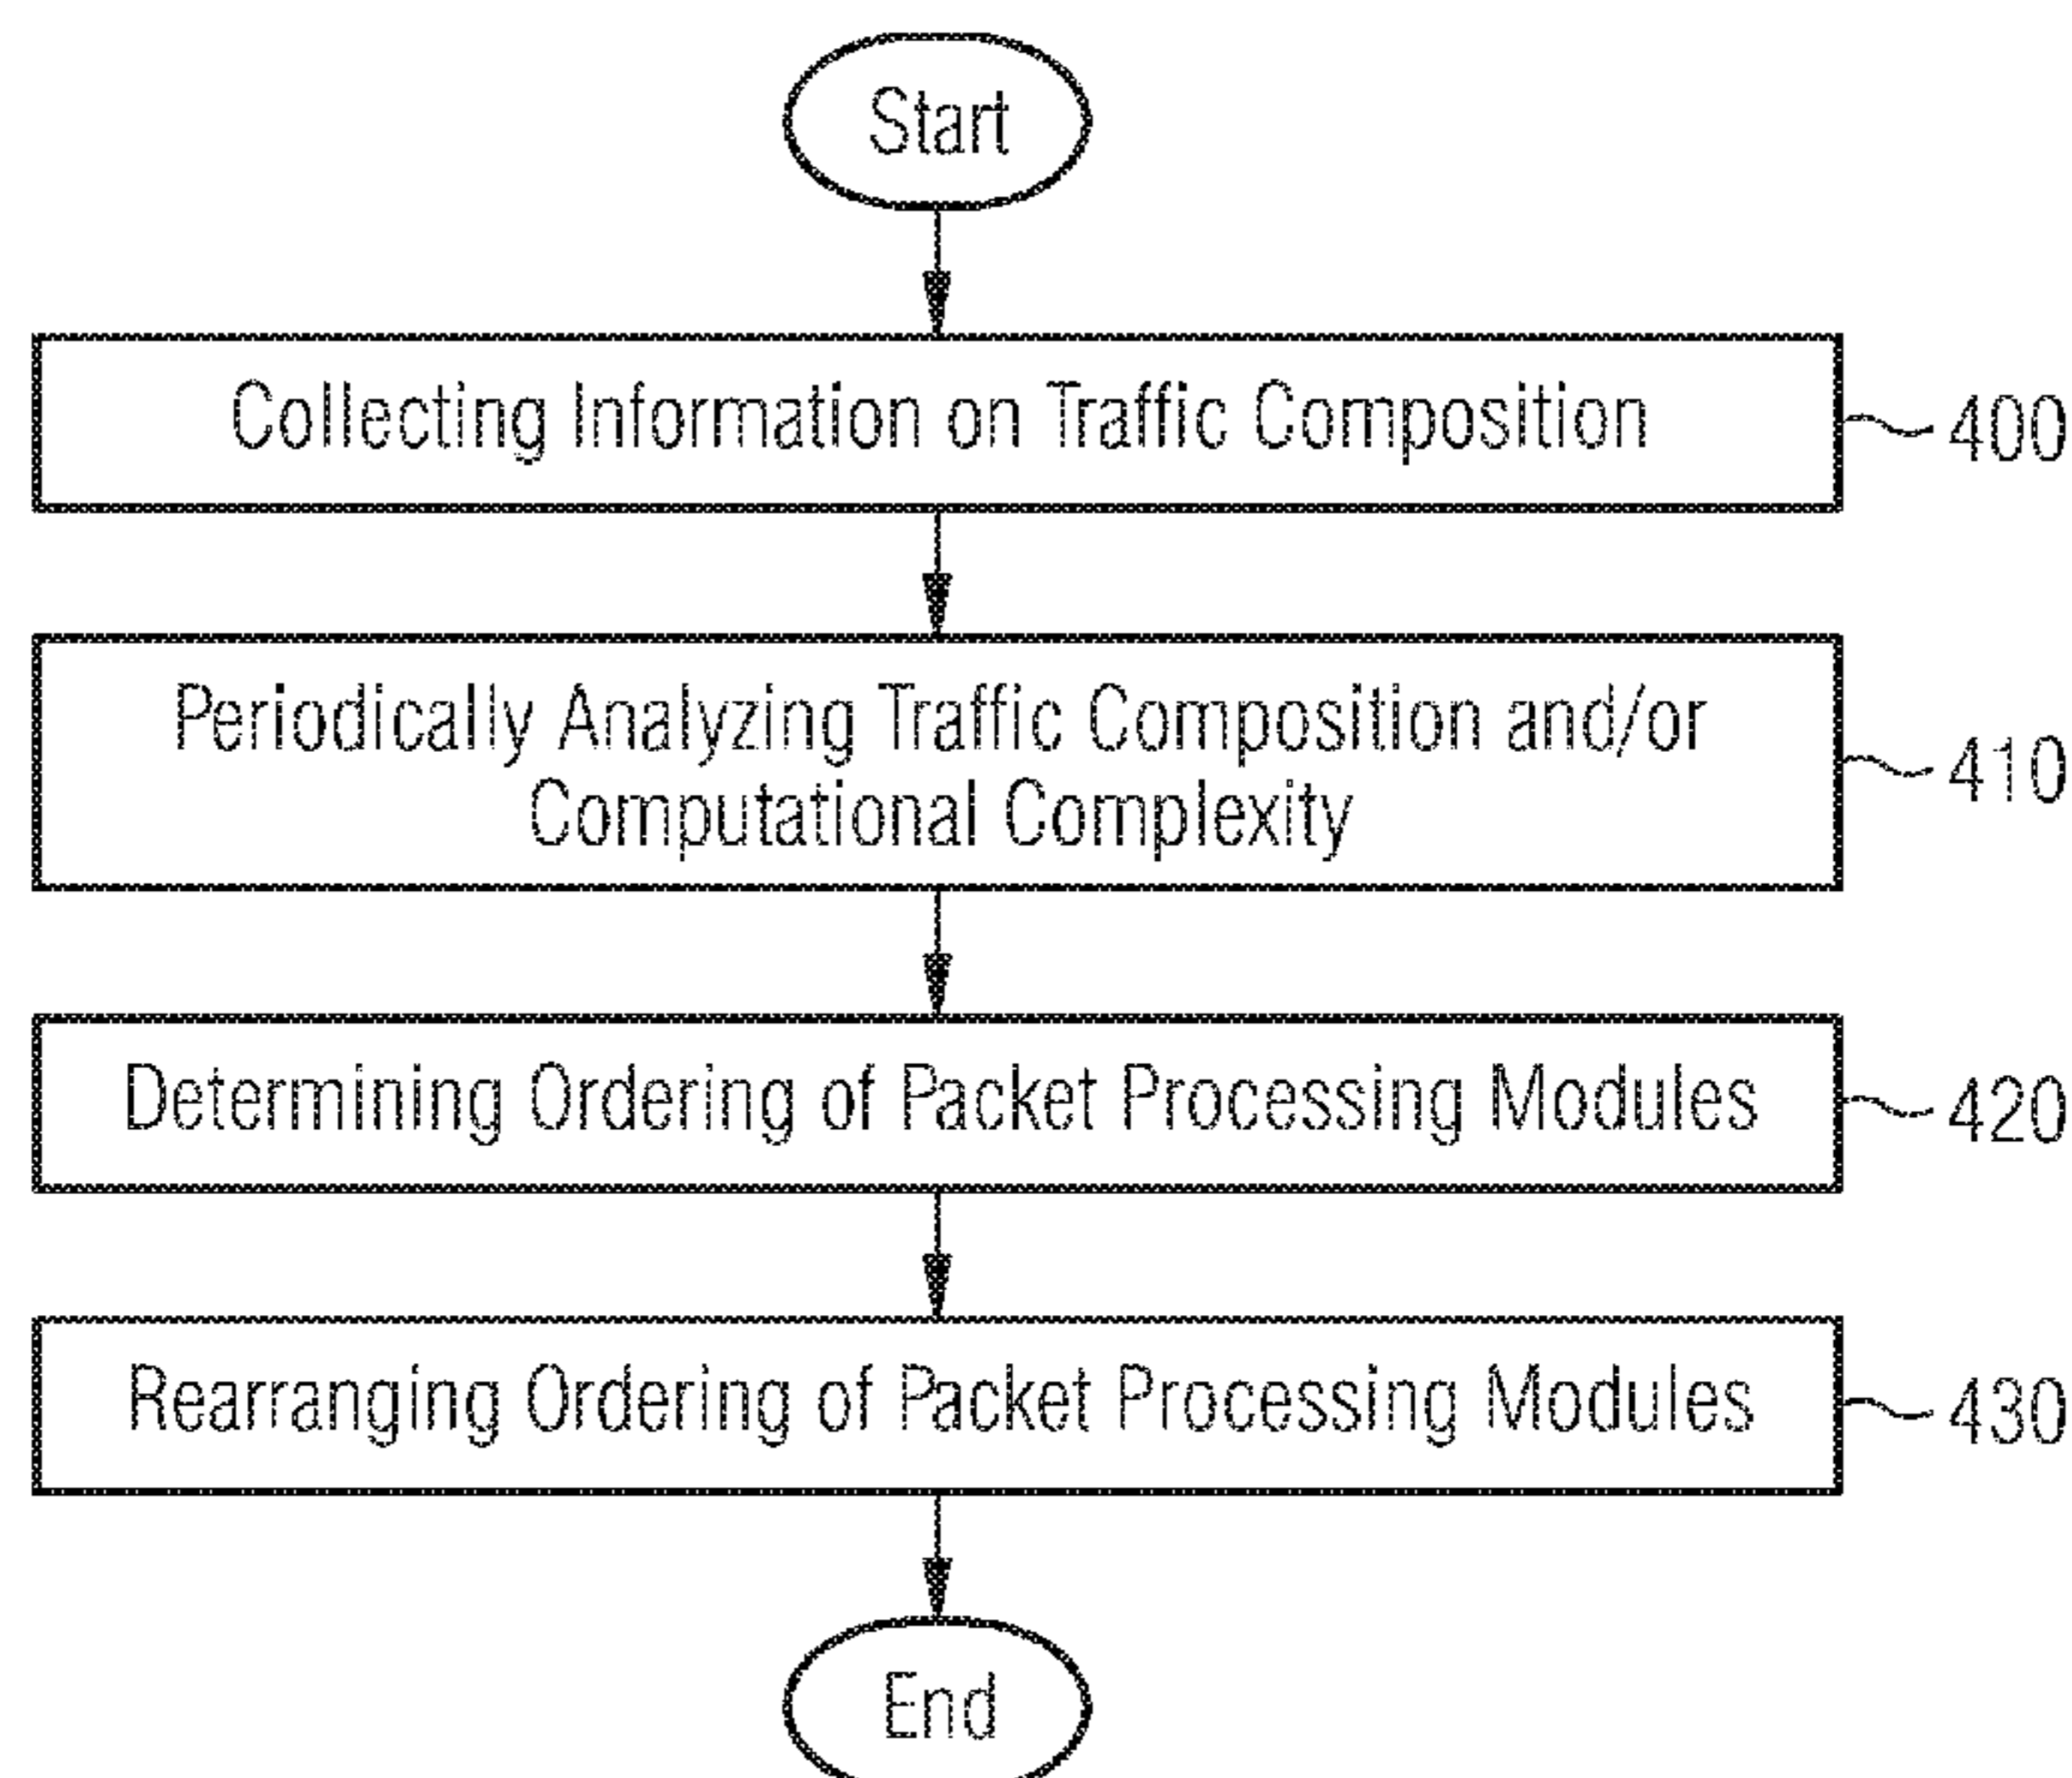 Start
Collecting Information on Traffic Composition
400
Periodically Analyzing Traffic Composition and/or
Computational Complexity
410
Determining Ordering of Packet Processing Modules
420
Rearranging Ordering of Packet Processing Modules
430
End